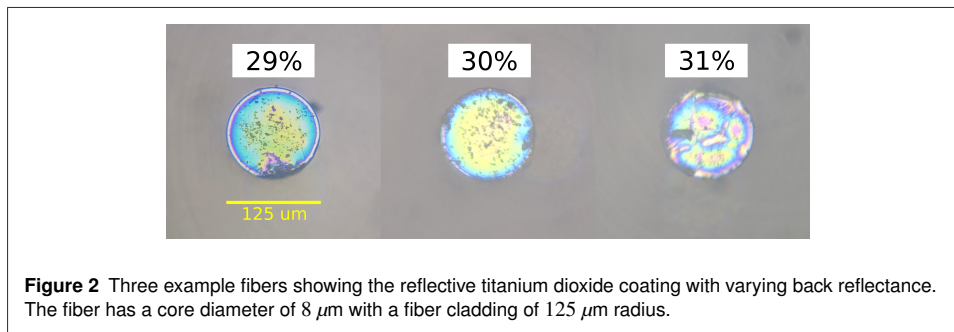 29%
30%
31%
125 um
Figure 2 Three example fibers showing the reflective titanium dioxide coating with varying back reflectance.
The fiber has a core diameter of 8 μm with a fiber cladding of 125 μm radius.